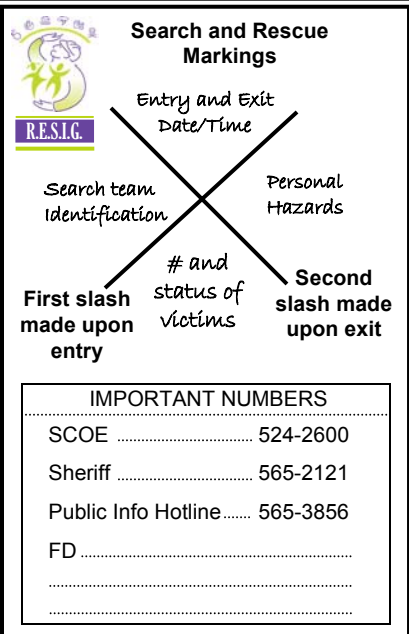 Search and Rescue
Markings
R.E.S.I.G.
Entry and Exit
Date/Time
Search team
Identification
Personal
Hazards
# and
status of
victims
First slash
made upon
entry
Second
slash made
upon exit
IMPORTANT NUMBERS
SCOE ................................ 524-2600
Sheriff ................................ 565-2121
Public Info Hotline ....... 565-3856
FD ................................................................
................................................................
................................................................